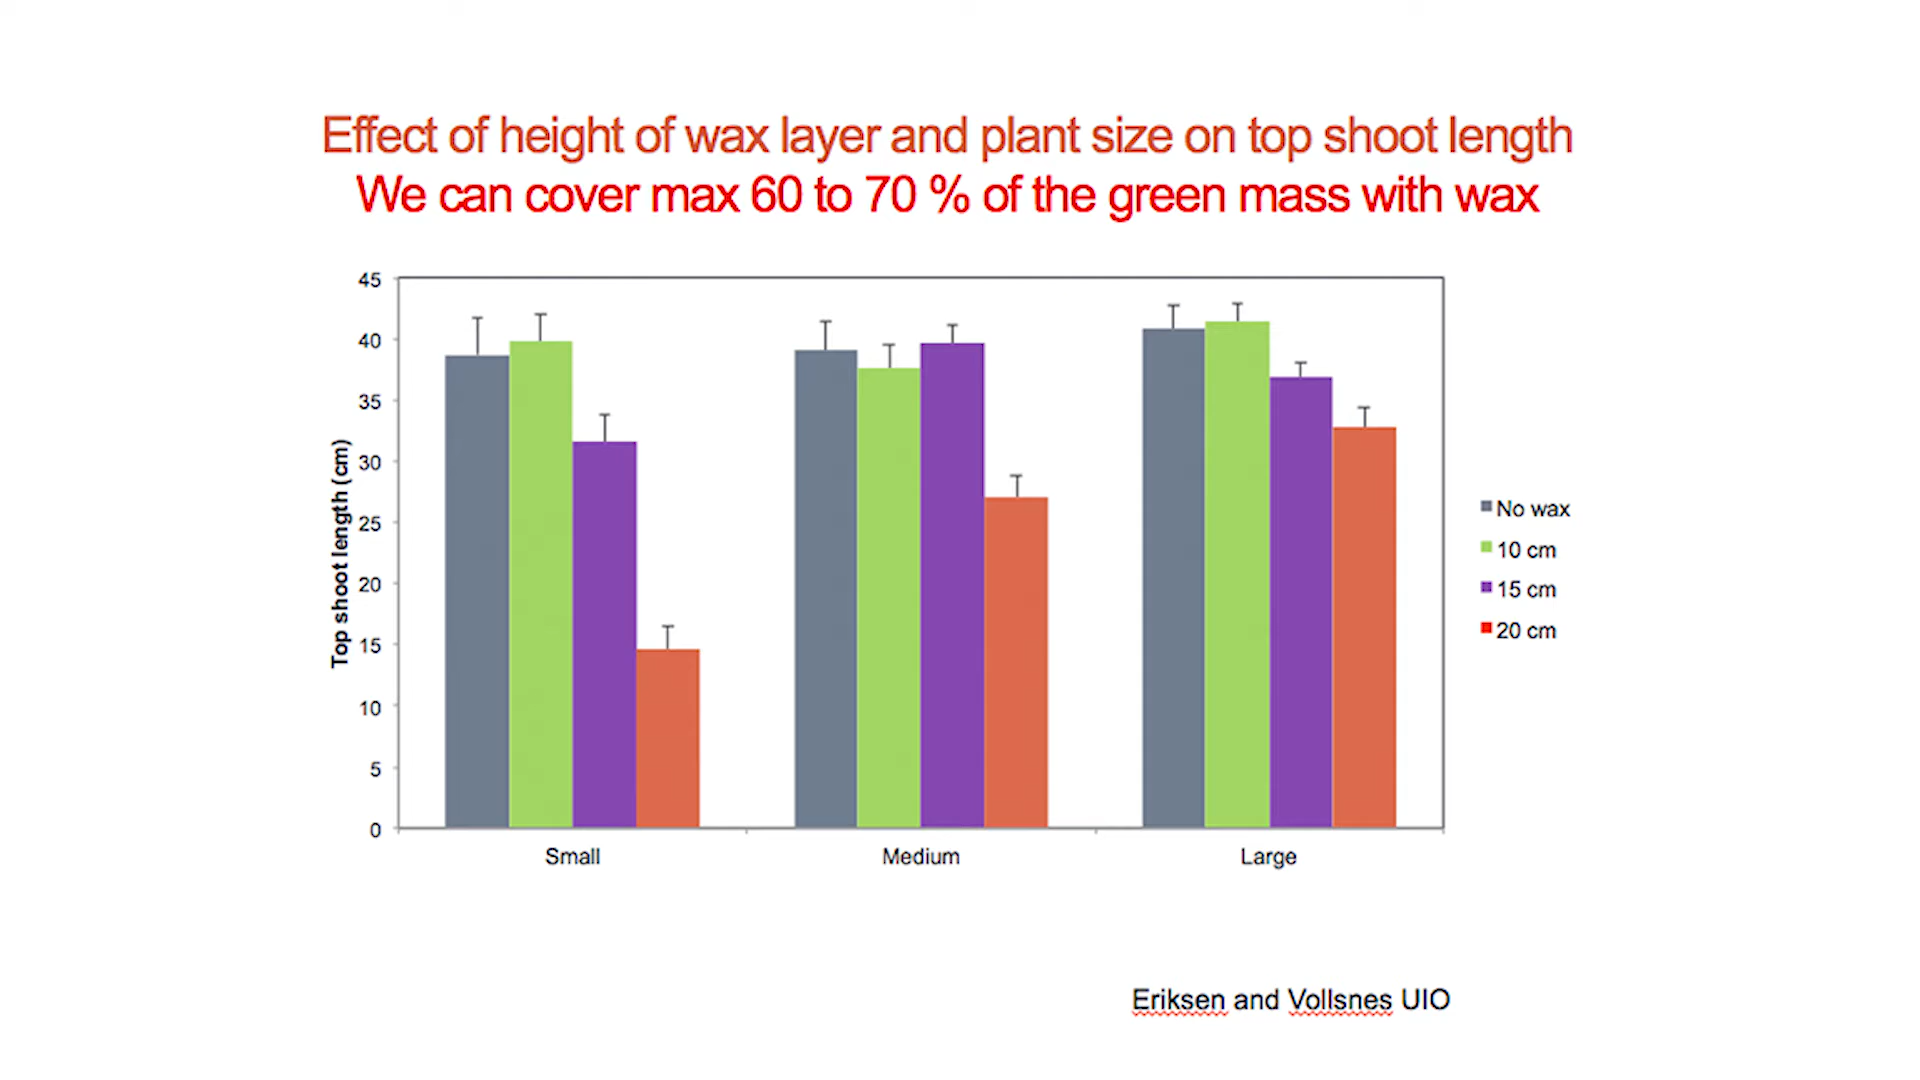 Effect of height of wax layer and plant size on top shoot length
We can cover max 60 to 70 % of the green mass with wax
45
40
35
30
25
20
15
10
5
0
Top shoot length (cm)
Small
Medium
Large
No wax
10 cm
15 cm
20 cm
Eriksen and Vollsnes UIO